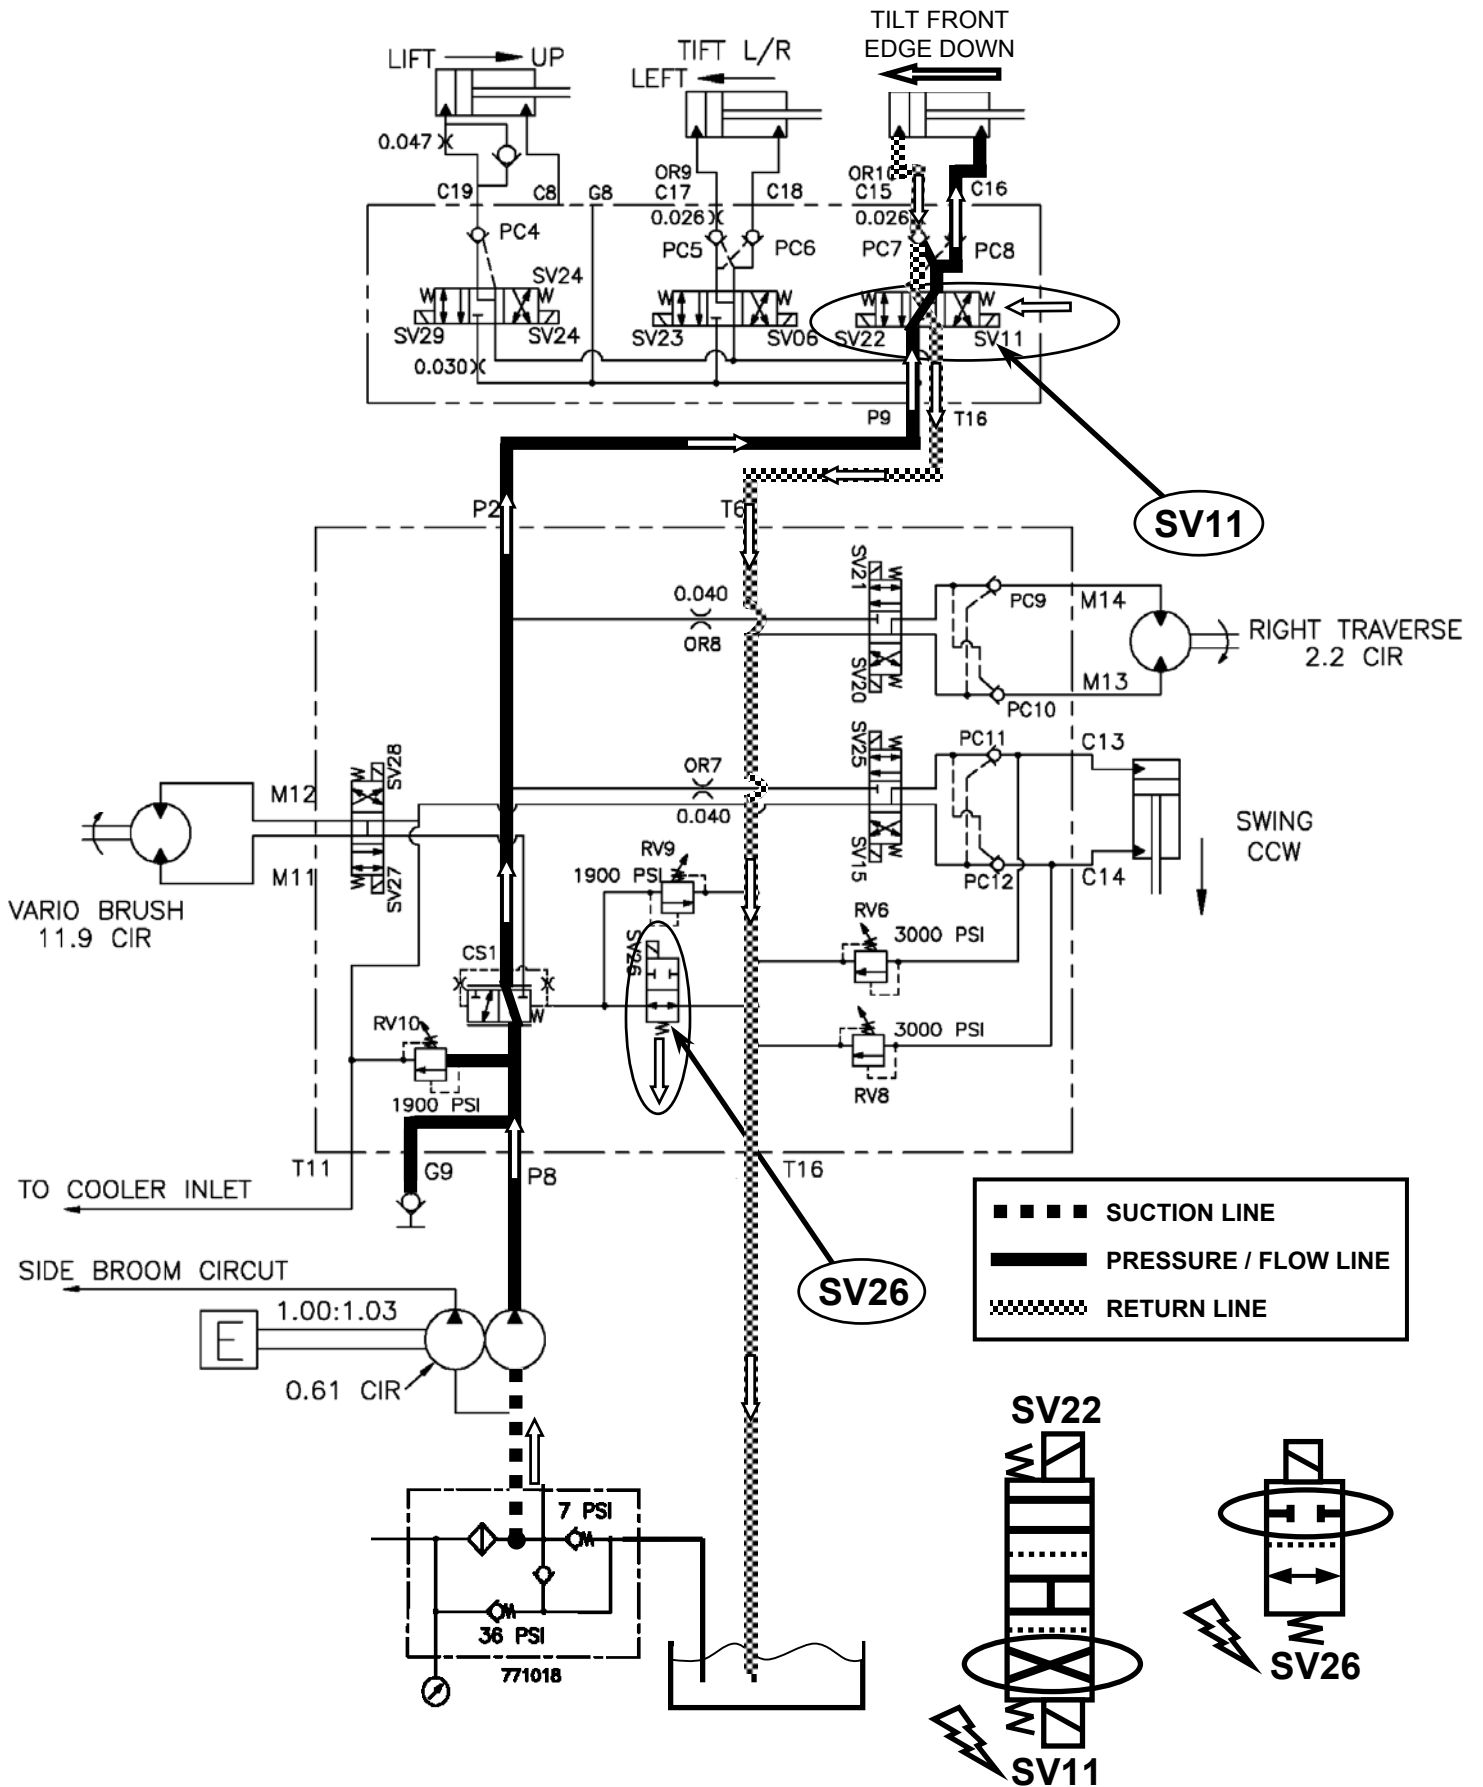 TILT FRONT
EDGE DOWN
LIFT UP
TIFT L/R
LEFT
0.047
C19 C8 G8
OR9
C17 C18
OR10
C15 C16
0.026
0.026
PC4 PC5 PC6 PC7 PC8
SV24
SV29 SV24 SV23 SV06 SV22 SV11
0.030
P9 T16
P2 T6
SV11
0.040
OR8
SV21
SV20
PC9 M14
PC10 M13
RIGHT TRAVERSE
2.2 CIR
OR7
0.040
SV25
SV15
PC11 C13
PC12 C14
SWING
CCW
M12 SV28
M11 SV27
VARIO BRUSH
11.9 CIR
RV9
1900 PSI
SV26
RV6
3000 PSI
CS1
RV10
1900 PSI
3000 PSI
RV8
T11 G9 P8 T16
TO COOLER INLET
SIDE BROOM CIRCUT
1.00:1.03
E
0.61 CIR
SV26
SUCTION LINE
PRESSURE / FLOW LINE
RETURN LINE
7 PSI
36 PSI
771018
SV22
SV11
SV26